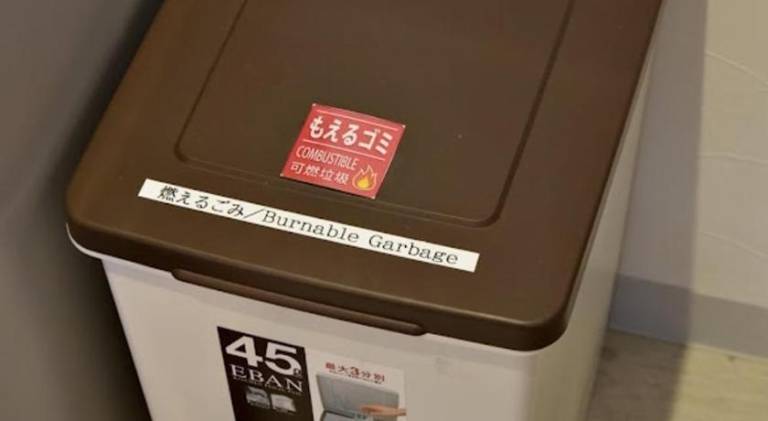 もえるゴミ
COMBUSTIBLE
可燃垃圾
燃えるごみ/Burnable Garbage
45
EBAN
最大3分別